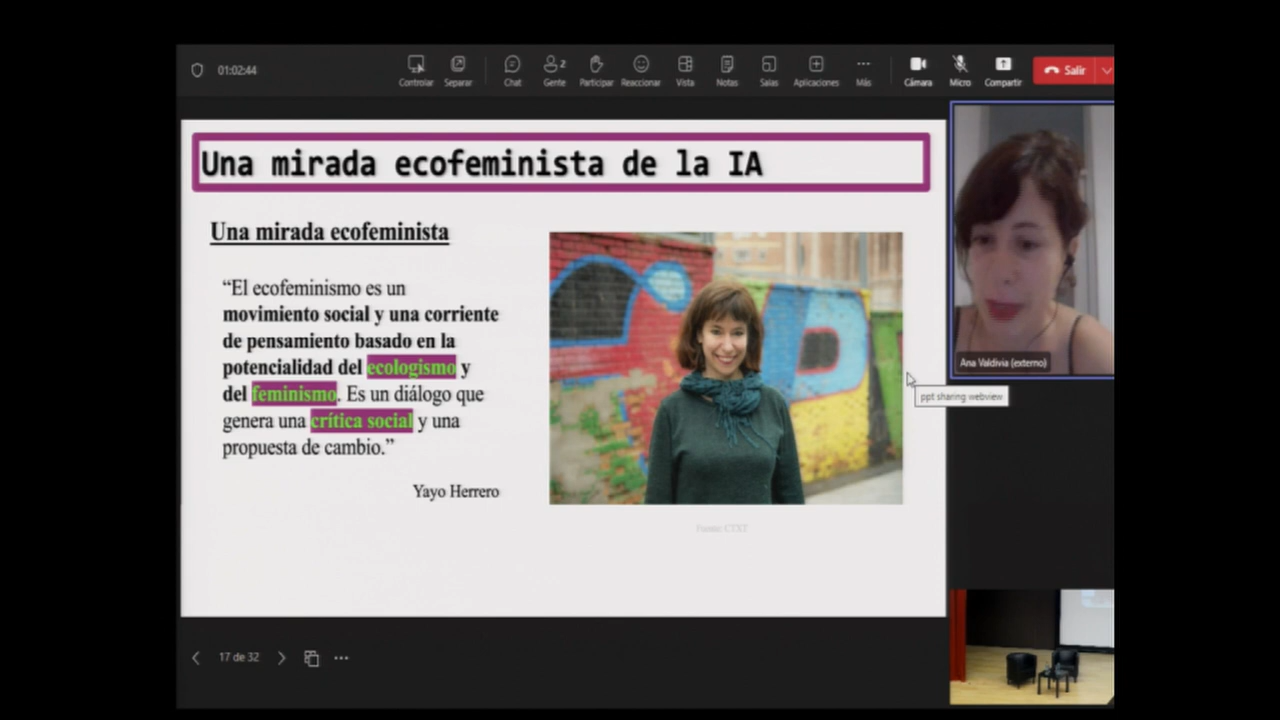 01:02:44
Controlar Separar Chat Gente 2 Participar Reaccionar Vista Notas Salas Aplicaciones Más Cámara Micro Compartir Salir
Una mirada ecofeminista de la IA
Una mirada ecofeminista
“El ecofeminismo es un
movimiento social y una corriente
de pensamiento basado en la
potencialidad del ecologismo y
del feminismo. Es un diálogo que
genera una crítica social y una
propuesta de cambio.”
Yayo Herrero
Fuente: CTXT
Ana Valdivia (externo)
ppt sharing webview
17 de 32